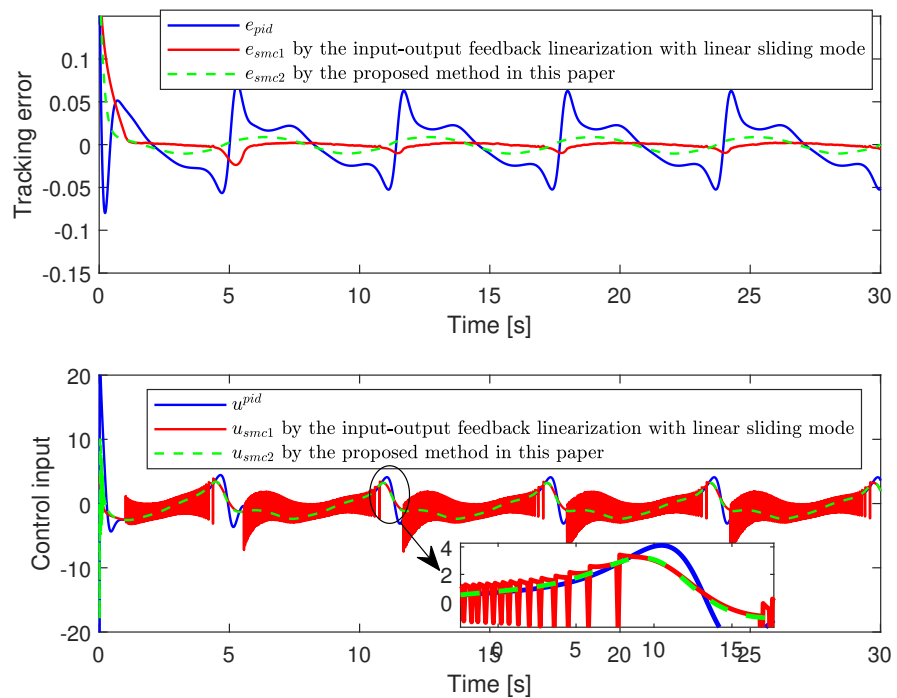 0.1
0.05
0
-0.05
-0.1
-0.15
Tracking error
e_pid
e_smc1 by the input-output feedback linearization with linear sliding mode
e_smc2 by the proposed method in this paper
0 5 10 15 20 25 30
Time [s]
20
10
0
-10
-20
Control input
u^pid
u_smc1 by the input-output feedback linearization with linear sliding mode
u_smc2 by the proposed method in this paper
4
2
0
0 5 10 15
0 5 20 25 30
Time [s]